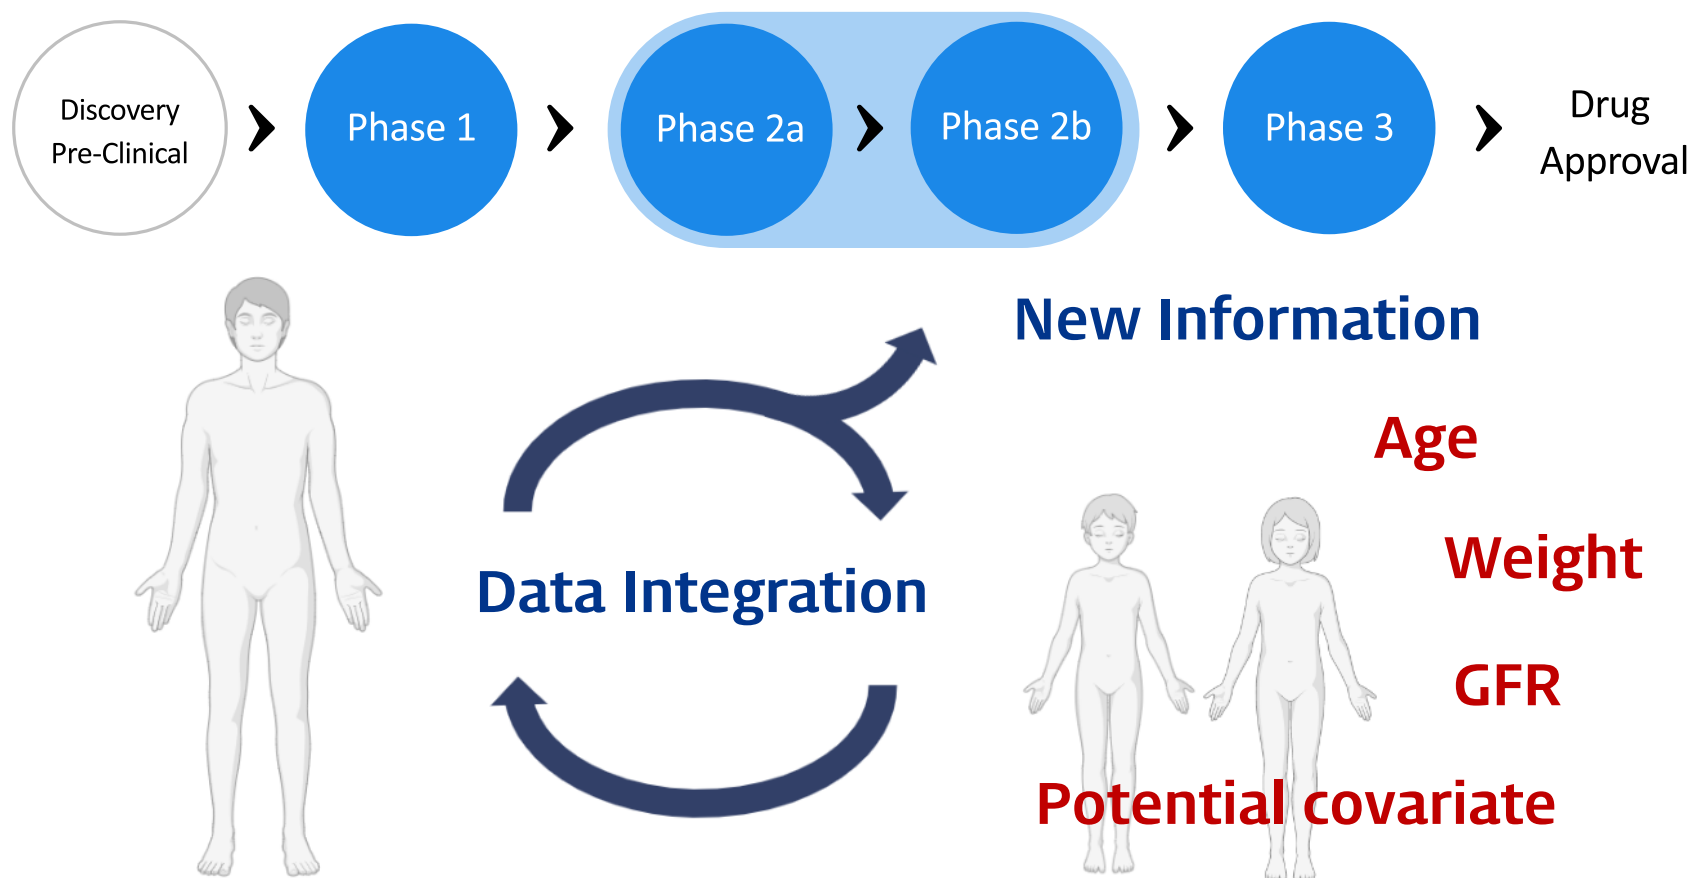 Discovery
Pre-Clinical
Phase 1
Phase 2a
Phase 2b
Phase 3
Drug
Approval
New Information
Age
Weight
Data Integration
GFR
Potential covariate